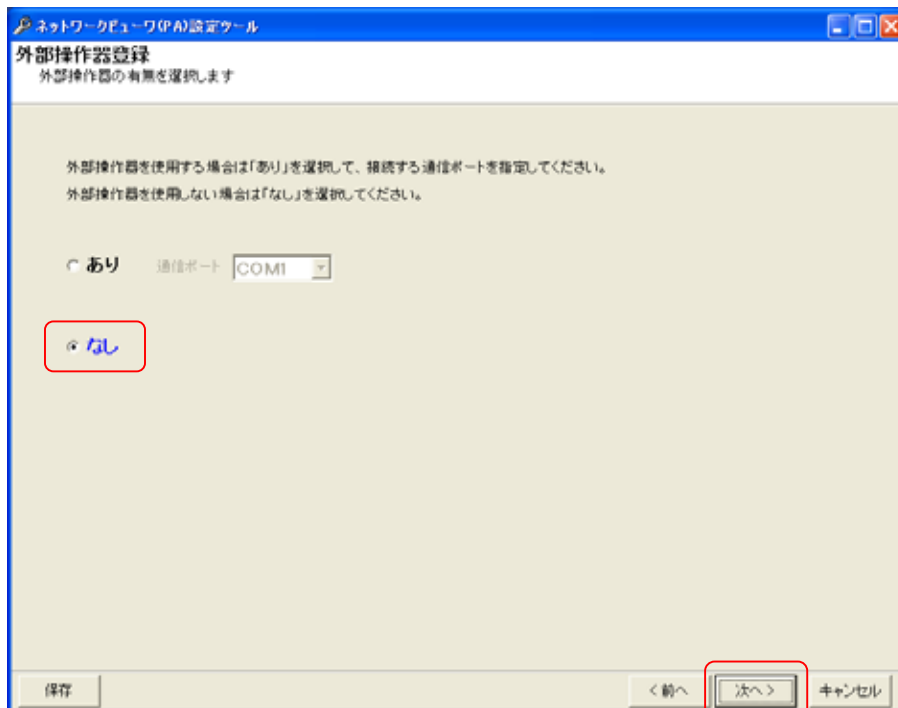 ネットワークビューワ(PA)設定ツール
外部操作器登録
外部操作器の有無を選択します
外部操作器を使用する場合は「あり」を選択して、接続する通信ポートを指定してください。
外部操作器を使用しない場合は「なし」を選択してください。
あり 通信ポート COM1
なし
保存 < 前へ 次へ > キャンセル